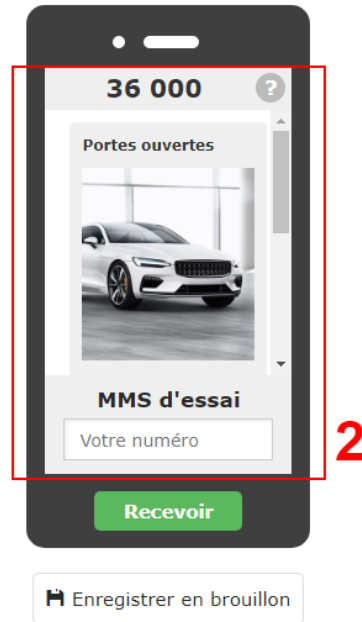 36 000
?
Portes ouvertes
MMS d'essai
Votre numéro
2
Recevoir
Enregistrer en brouillon